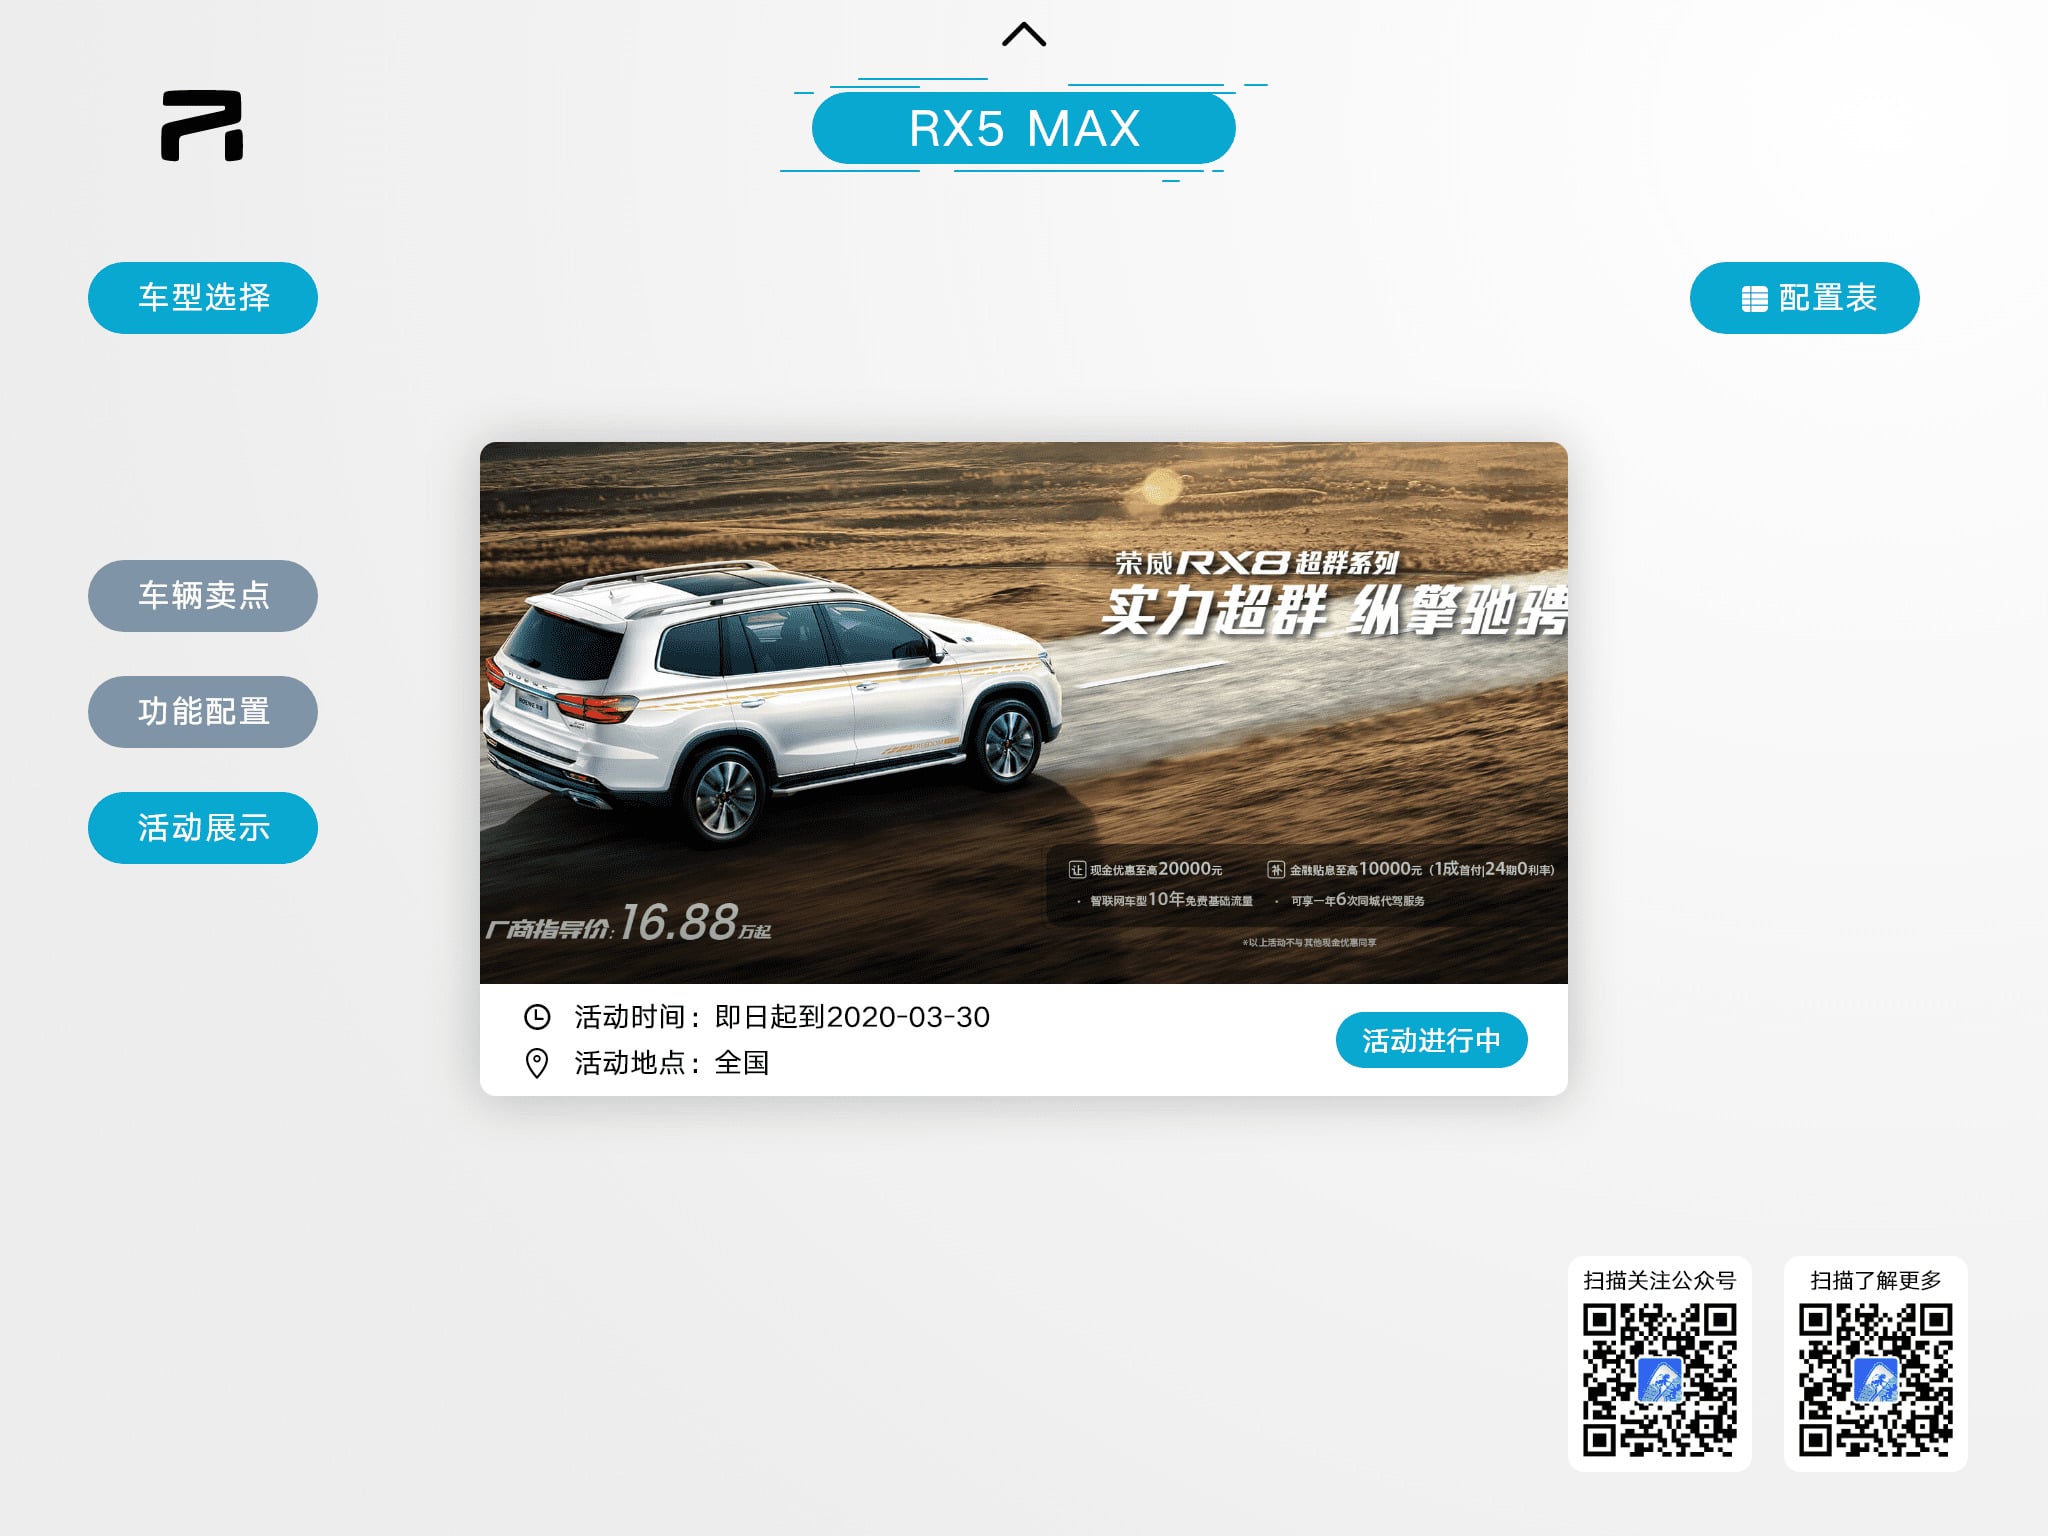 RX5 MAX
车型选择
配置表
车辆卖点
功能配置
活动展示
荣威RX8超群系列
实力超群 纵擎驰骋
让 现金优惠至高20000元
补 金融贴息至高10000元（1成首付|24期0利率）
· 智联网车型10年免费基础流量
· 可享一年6次同城代驾服务
厂商指导价:16.88万起
*以上活动不与其他现金优惠同享
活动时间：即日起到2020-03-30
活动地点：全国
活动进行中
扫描关注公众号
扫描了解更多